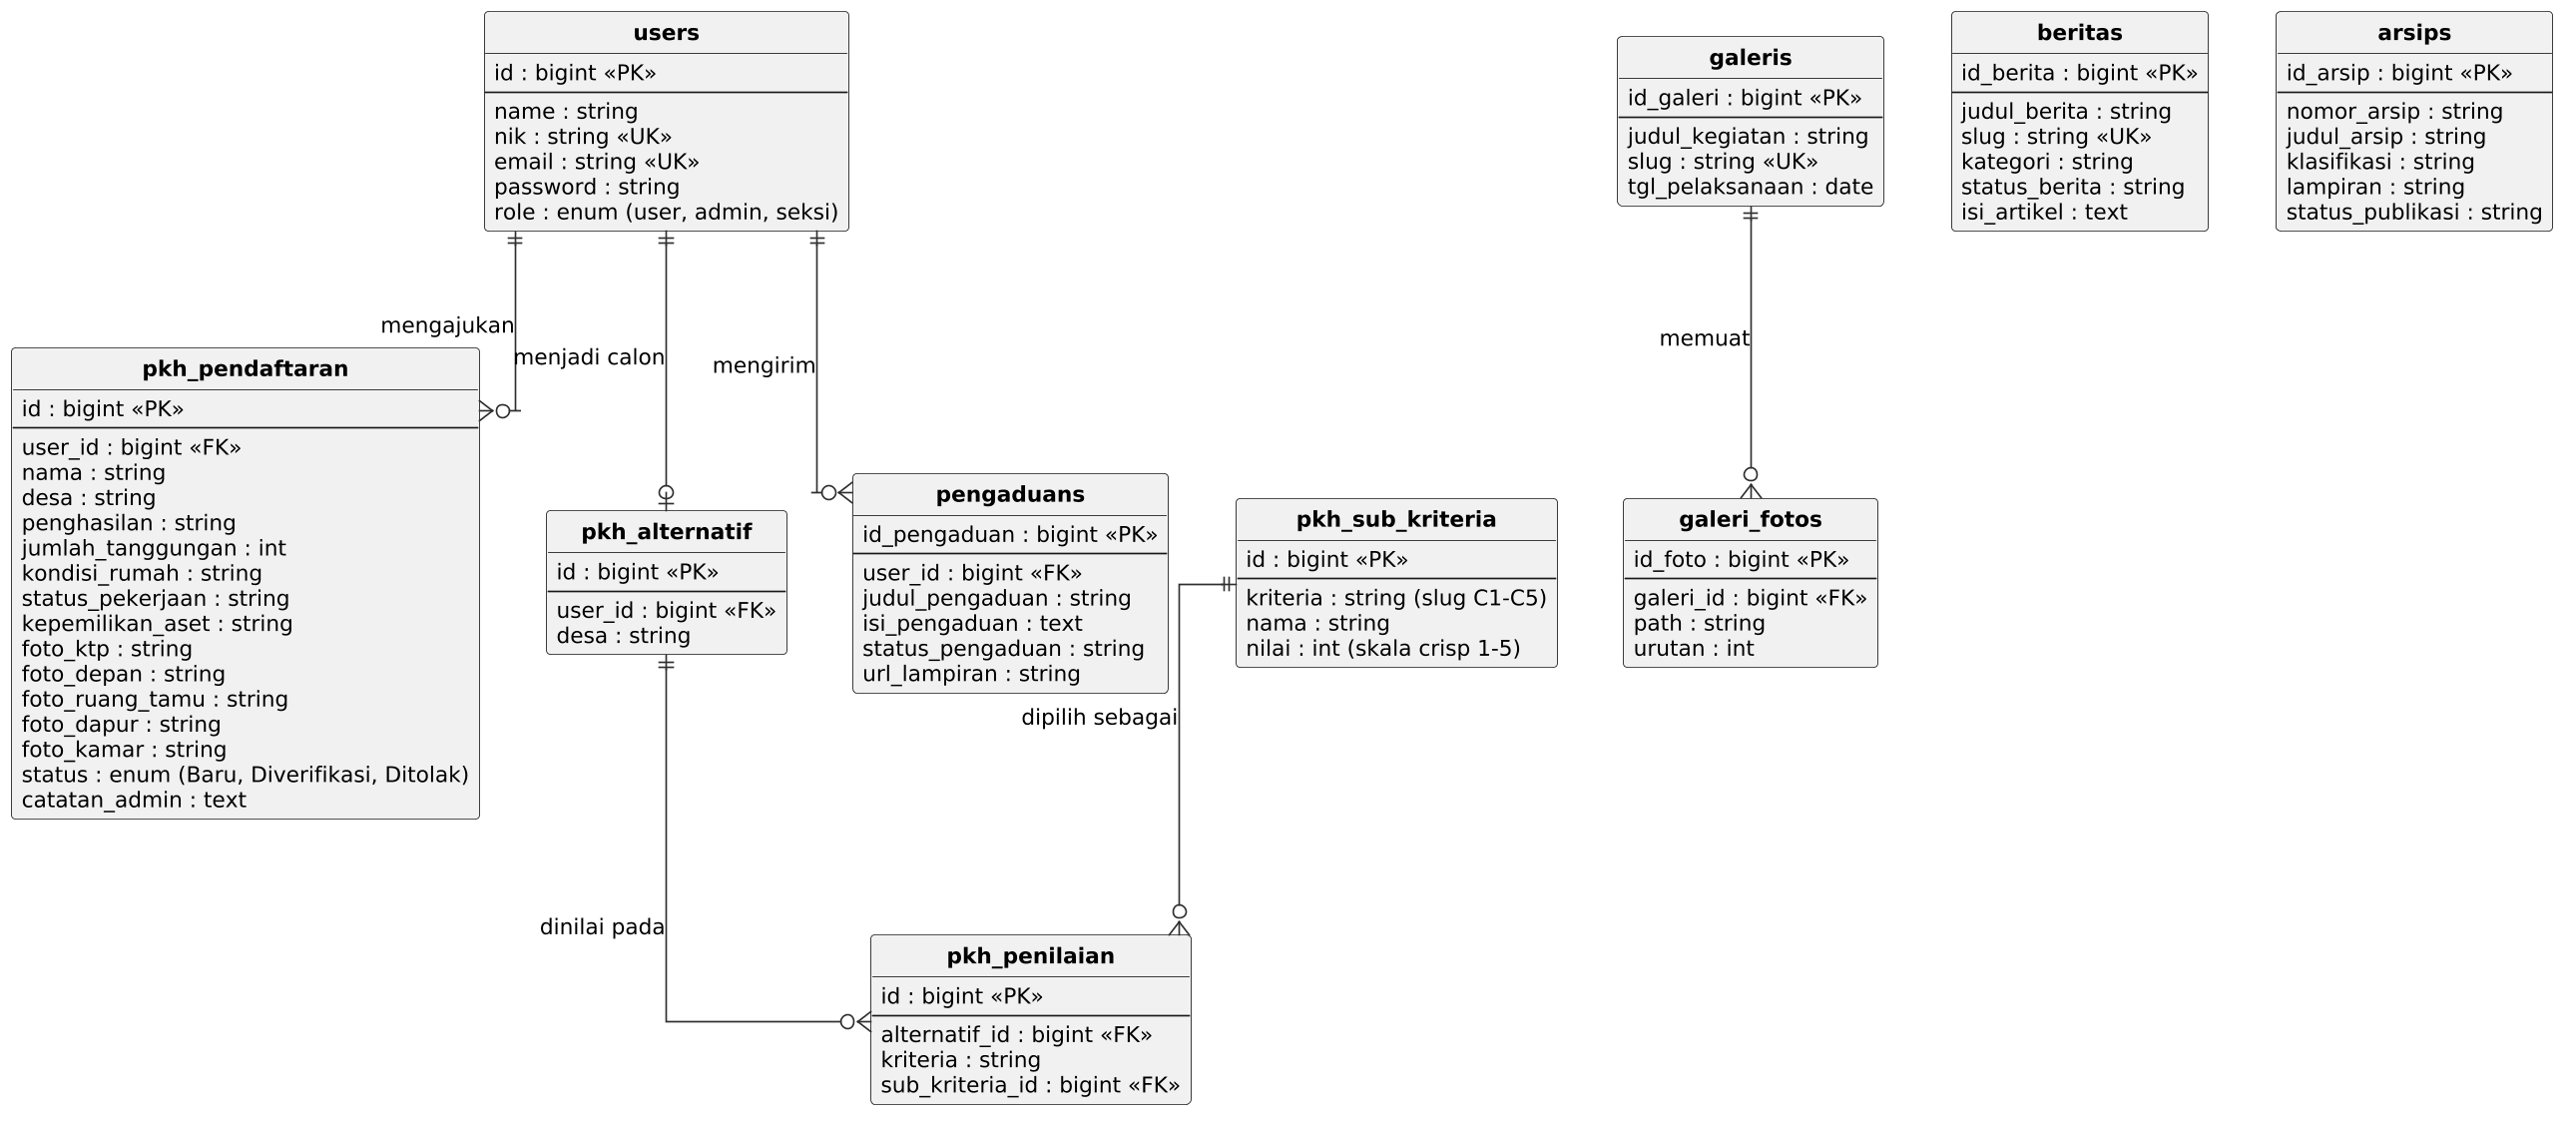 users
id : bigint «PK»
name : string
nik : string «UK»
email : string «UK»
password : string
role : enum (user, admin, seksi)
galeris
id_galeri : bigint «PK»
judul_kegiatan : string
slug : string «UK»
tgl_pelaksanaan : date
beritas
id_berita : bigint «PK»
judul_berita : string
slug : string «UK»
kategori : string
status_berita : string
isi_artikel : text
arsips
id_arsip : bigint «PK»
nomor_arsip : string
judul_arsip : string
klasifikasi : string
lampiran : string
status_publikasi : string
mengajukan
menjadi calon
mengirim
memuat
pkh_pendaftaran
id : bigint «PK»
user_id : bigint «FK»
nama : string
desa : string
penghasilan : string
jumlah_tanggungan : int
kondisi_rumah : string
status_pekerjaan : string
kepemilikan_aset : string
foto_ktp : string
foto_depan : string
foto_ruang_tamu : string
foto_dapur : string
foto_kamar : string
status : enum (Baru, Diverifikasi, Ditolak)
catatan_admin : text
pkh_alternatif
id : bigint «PK»
user_id : bigint «FK»
desa : string
pengaduans
id_pengaduan : bigint «PK»
user_id : bigint «FK»
judul_pengaduan : string
isi_pengaduan : text
status_pengaduan : string
url_lampiran : string
pkh_sub_kriteria
id : bigint «PK»
kriteria : string (slug C1-C5)
nama : string
nilai : int (skala crisp 1-5)
galeri_fotos
id_foto : bigint «PK»
galeri_id : bigint «FK»
path : string
urutan : int
dipilih sebagai
dinilai pada
pkh_penilaian
id : bigint «PK»
alternatif_id : bigint «FK»
kriteria : string
sub_kriteria_id : bigint «FK»